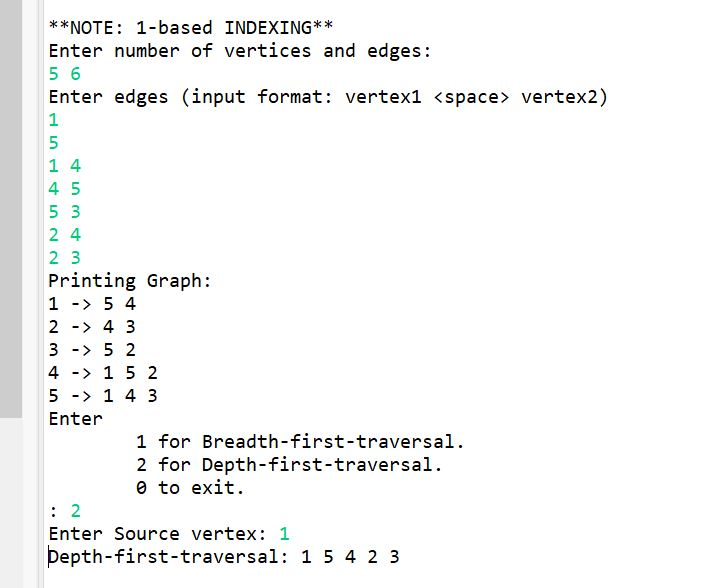 **NOTE: 1-based INDEXING**
Enter number of vertices and edges:
5 6
Enter edges (input format: vertex1 <space> vertex2)
1
5
1 4
4 5
5 3
2 4
2 3
Printing Graph:
1 -> 5 4
2 -> 4 3
3 -> 5 2
4 -> 1 5 2
5 -> 1 4 3
Enter
1 for Breadth-first-traversal.
2 for Depth-first-traversal.
0 to exit.
: 2
Enter Source vertex: 1
Depth-first-traversal: 1 5 4 2 3